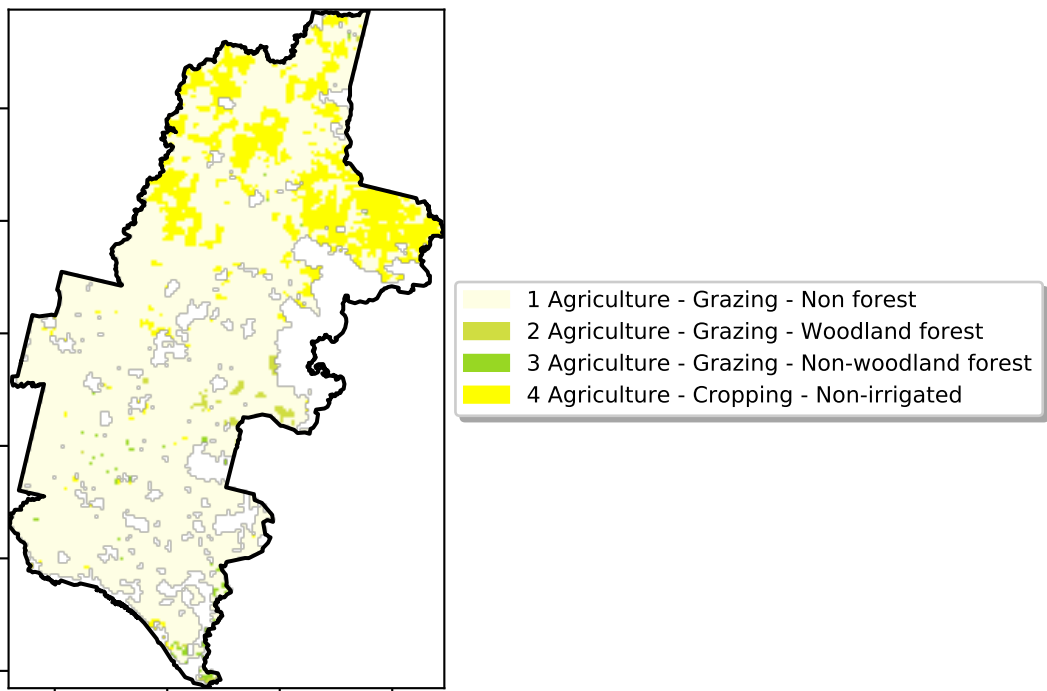 1 Agriculture - Grazing - Non forest
2 Agriculture - Grazing - Woodland forest
3 Agriculture - Grazing - Non-woodland forest
4 Agriculture - Cropping - Non-irrigated